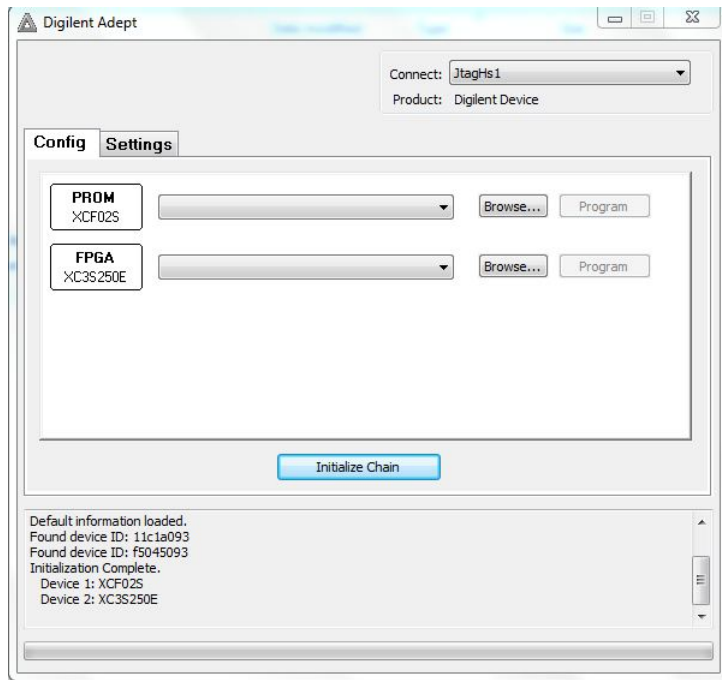 Digilent Adept
Connect: JtagHs1
Product: Digilent Device
Config Settings
PROM
XCF02S
Browse... Program
FPGA
XC3S250E
Browse... Program
Initialize Chain
Default information loaded.
Found device ID: 11c1a093
Found device ID: f5045093
Initialization Complete.
Device 1: XCF02S
Device 2: XC3S250E